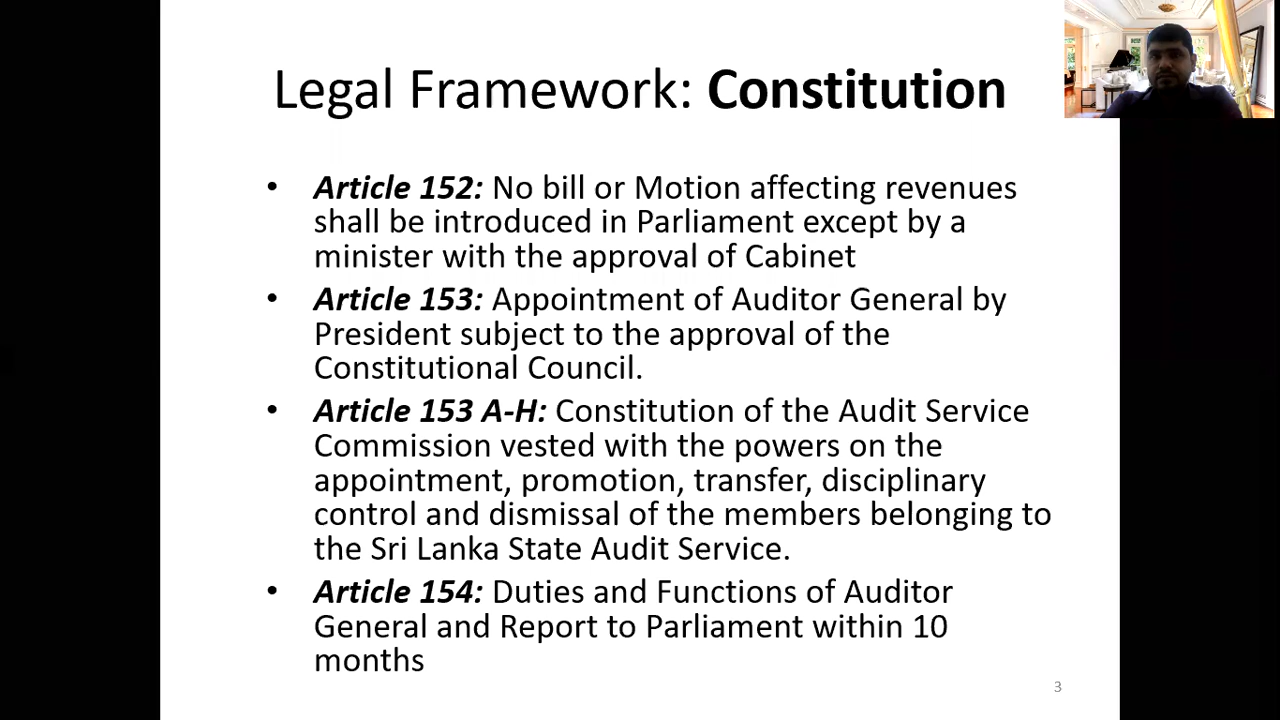 Legal Framework: Constitution
• Article 152: No bill or Motion affecting revenues
shall be introduced in Parliament except by a
minister with the approval of Cabinet
• Article 153: Appointment of Auditor General by
President subject to the approval of the
Constitutional Council.
• Article 153 A-H: Constitution of the Audit Service
Commission vested with the powers on the
appointment, promotion, transfer, disciplinary
control and dismissal of the members belonging to
the Sri Lanka State Audit Service.
• Article 154: Duties and Functions of Auditor
General and Report to Parliament within 10
months
3